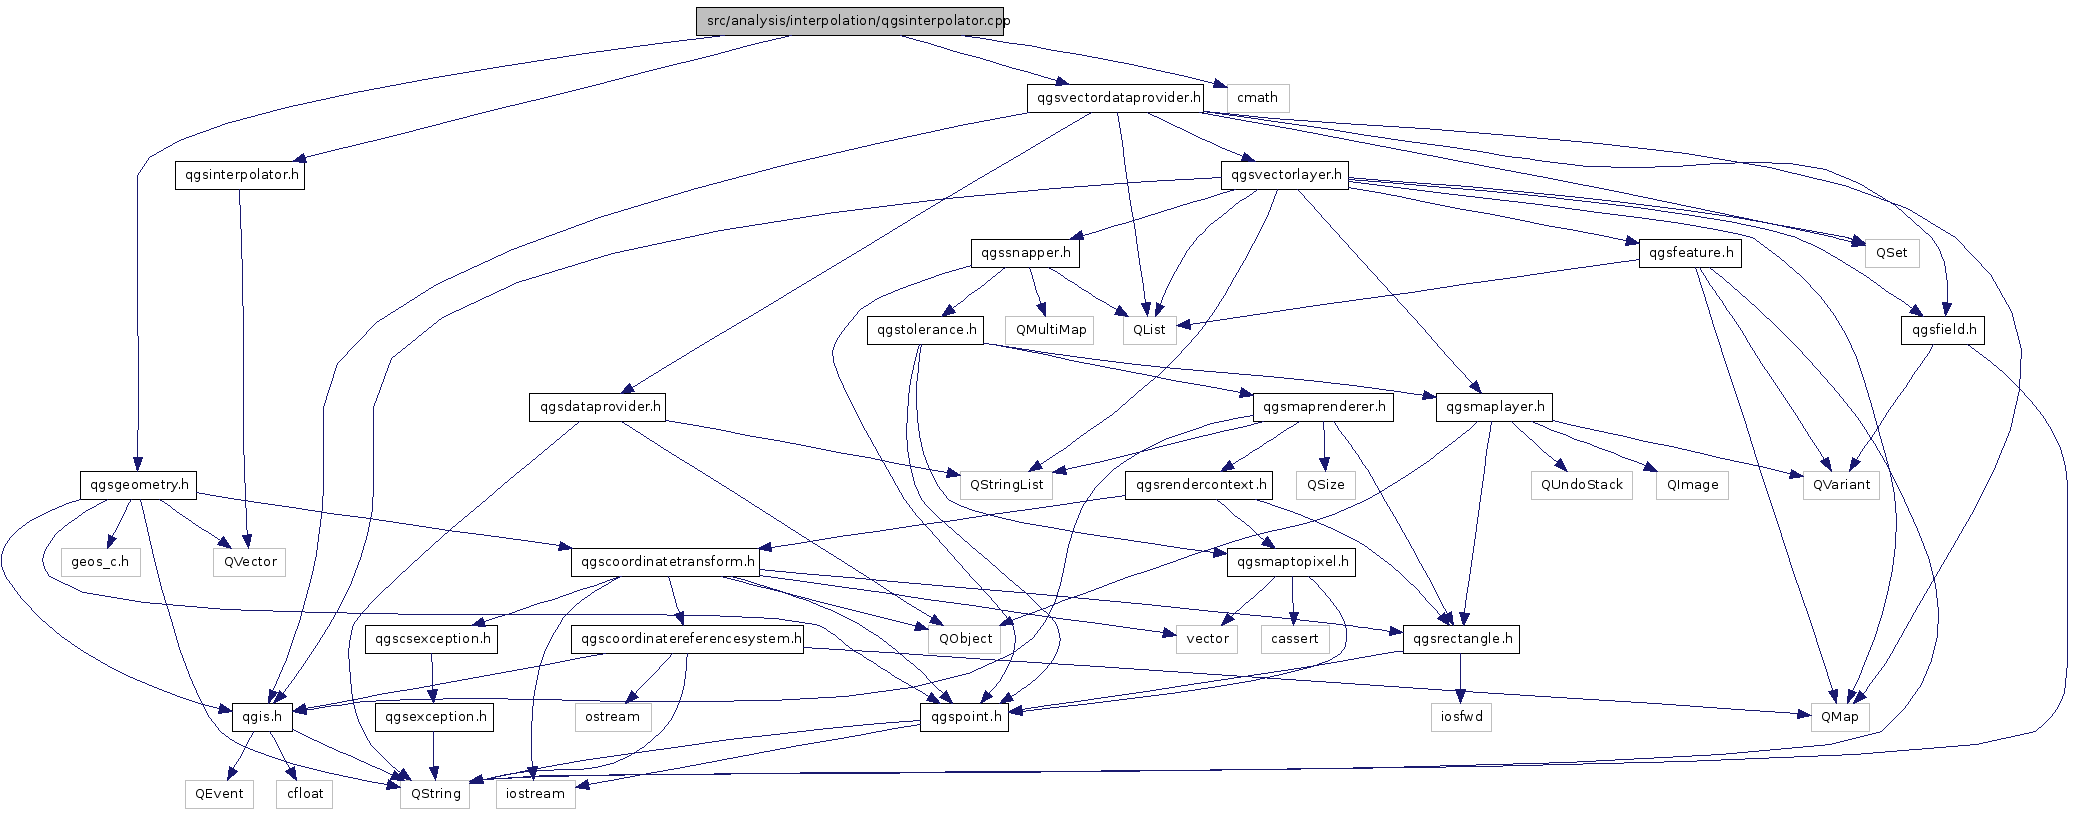 src/analysis/interpolation/qgsinterpolator.cpp
qgsvectordataprovider.h
cmath
qgsinterpolator.h
qgsvectorlayer.h
qgssnapper.h
qgsfeature.h
QSet
qgstolerance.h
QMultiMap
QList
qgsfield.h
qgsdataprovider.h
qgsmaprenderer.h
qgsmaplayer.h
qgsgeometry.h
QStringList
qgsrendercontext.h
QSize
QUndoStack
QImage
QVariant
geos_c.h
QVector
qgscoordinatetransform.h
qgsmaptopixel.h
qgscsexception.h
qgscoordinatereferencesystem.h
QObject
vector
cassert
qgsrectangle.h
qgis.h
qgsexception.h
ostream
qgspoint.h
iosfwd
QMap
QEvent
cfloat
QString
iostream